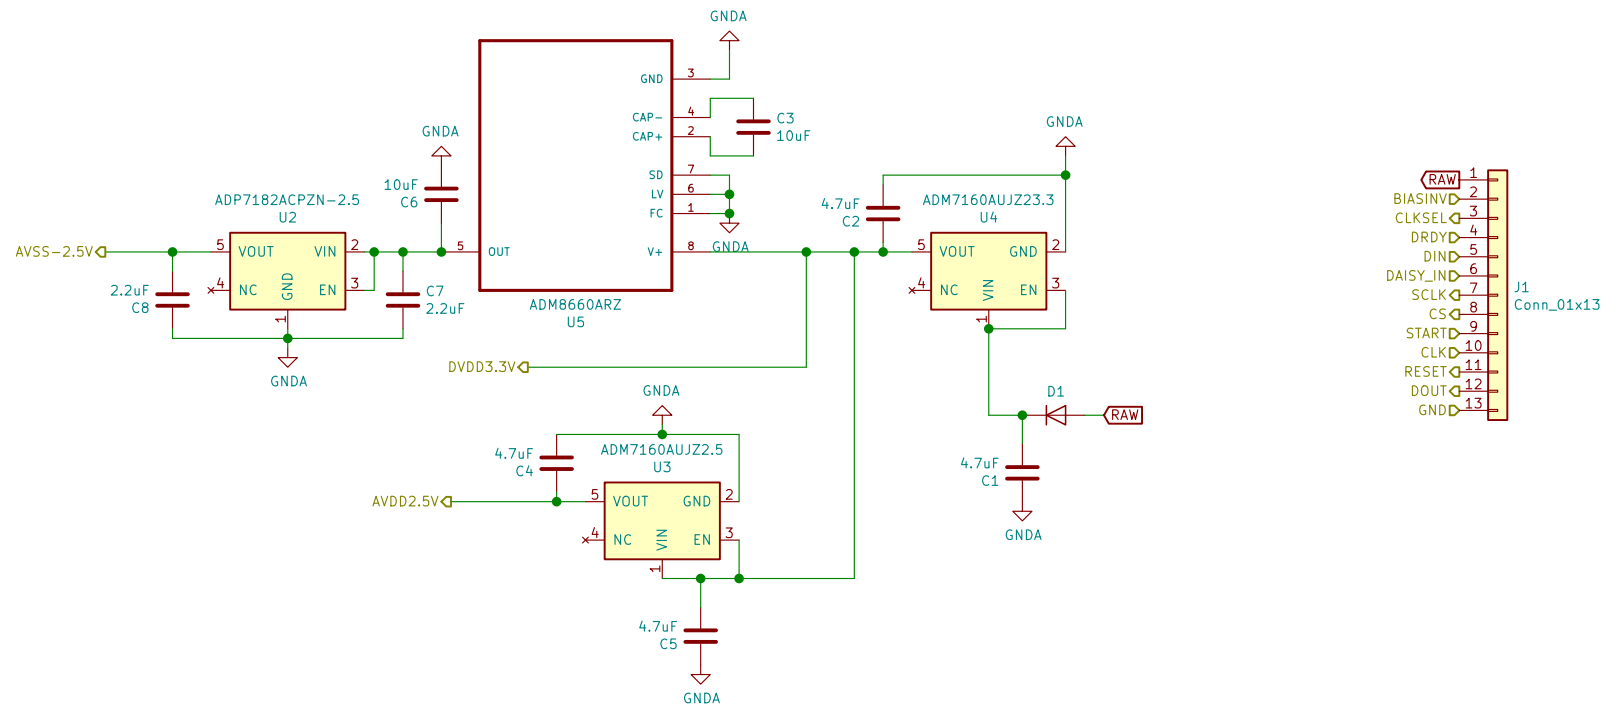 GNDA
GND
3
CAP-
4
CAP+
2
C3
10uF
SD
7
LV
6
FC
1
GNDA
V+
8
OUT
5
ADM8660ARZ
U5
GNDA
10uF
C6
ADP7182ACPZN-2.5
U2
AVSS-2.5V
5
VOUT
VIN
2
4
NC
GND
EN
3
1
2.2uF
C8
C7
2.2uF
GNDA
GNDA
4.7uF
C2
ADM7160AUJZ23.3
U4
5
VOUT
GND
2
4
NC
VIN
EN
3
1
DVDD3.3V
D1
RAW
4.7uF
C1
GNDA
GNDA
4.7uF
C4
ADM7160AUJZ2.5
U3
AVDD2.5V
5
VOUT
GND
2
4
NC
VIN
EN
3
1
4.7uF
C5
GNDA
RAW 1
BIASINV 2
CLKSEL 3
DRDY 4
DIN 5
DAISY_IN 6
SCLK 7
CS 8
START 9
CLK 10
RESET 11
DOUT 12
GND 13
J1
Conn_01x13